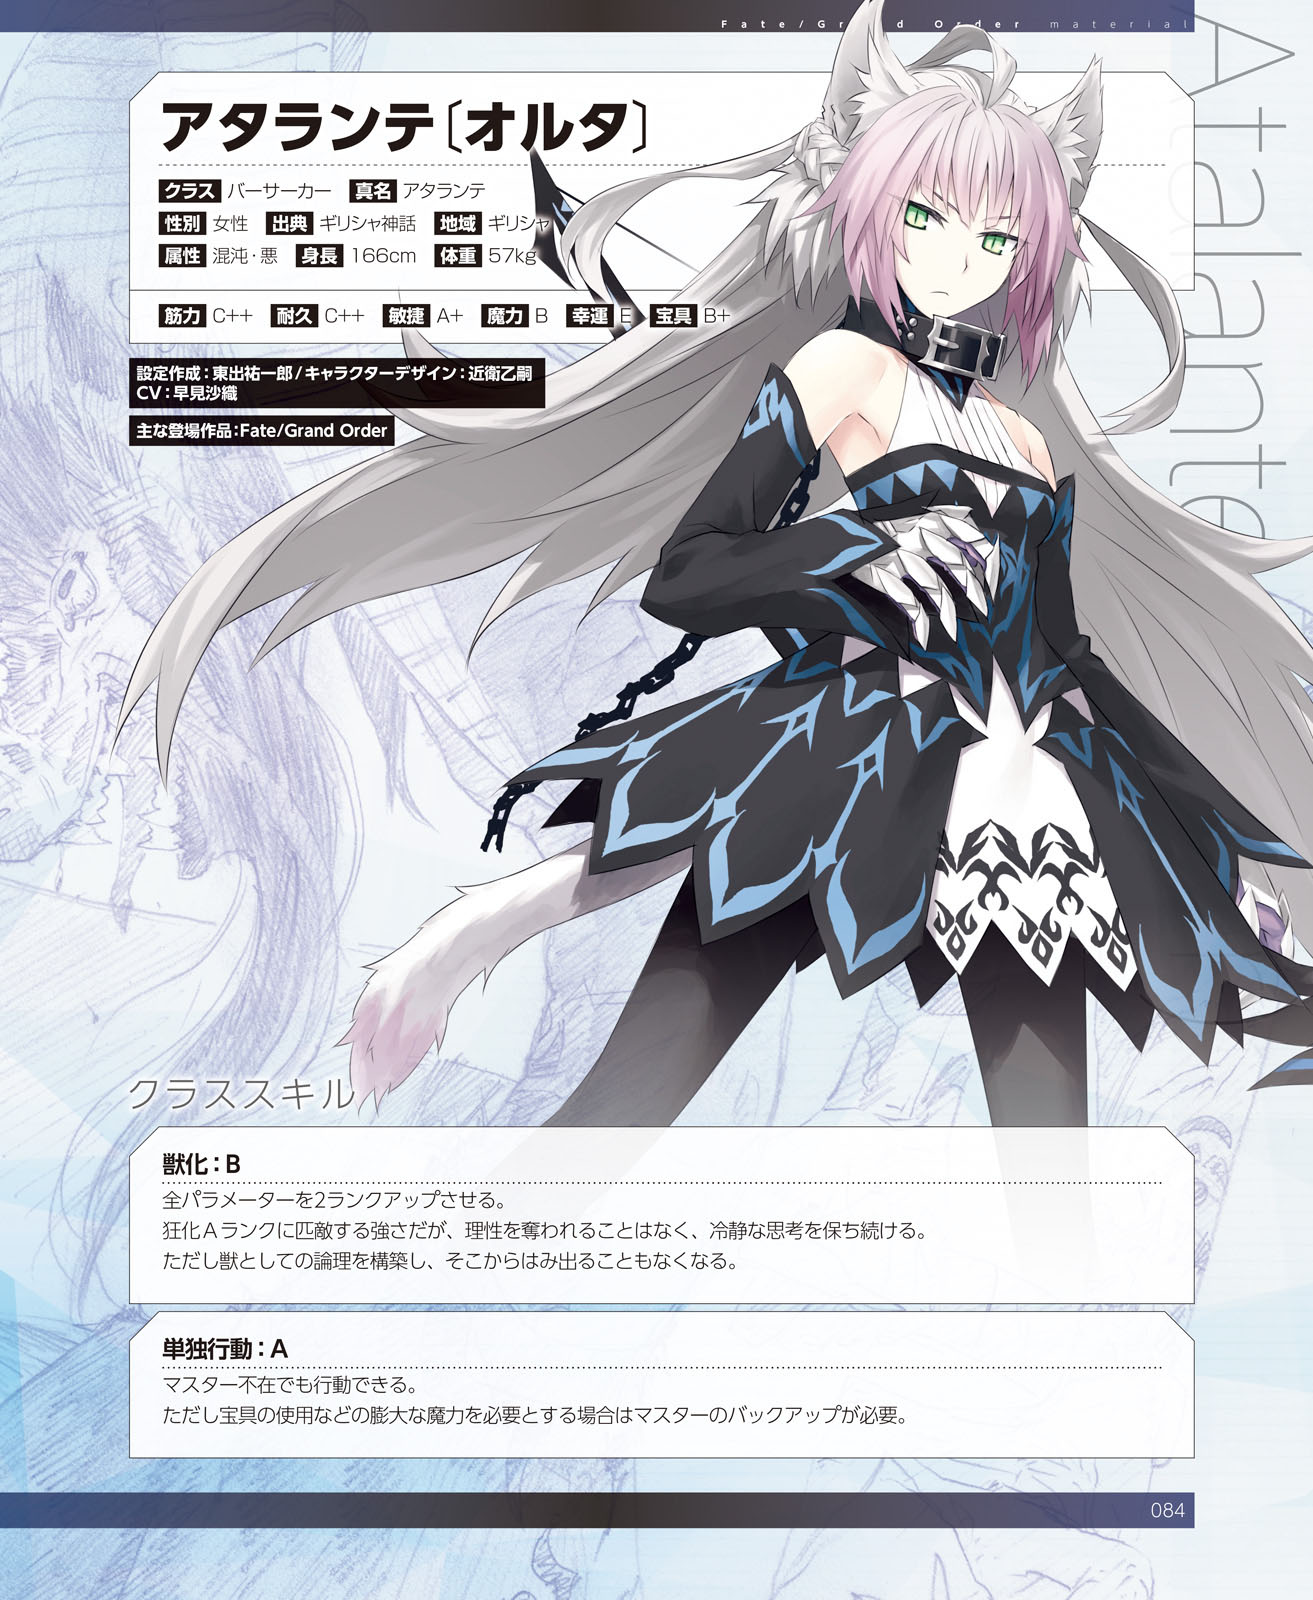 Fate/Grand Order material
Atalante
アタランテ〔オルタ〕
クラス バーサーカー 真名 アタランテ
性別 女性 出典 ギリシャ神話 地域 ギリシャ
属性 混沌・悪 身長 166cm 体重 57kg
筋力 C++ 耐久 C++ 敏捷 A+ 魔力 B 幸運 E 宝具 B+
設定作成：東出祐一郎 / キャラクターデザイン：近衛乙嗣
CV：早見沙織
主な登場作品：Fate/Grand Order
クラススキル
獣化：B
全パラメーターを2ランクアップさせる。
狂化Aランクに匹敵する強さだが、理性を奪われることはなく、冷静な思考を保ち続ける。
ただし獣としての論理を構築し、そこからはみ出ることもなくなる。
単独行動：A
マスター不在でも行動できる。
ただし宝具の使用などの膨大な魔力を必要とする場合はマスターのバックアップが必要。
084